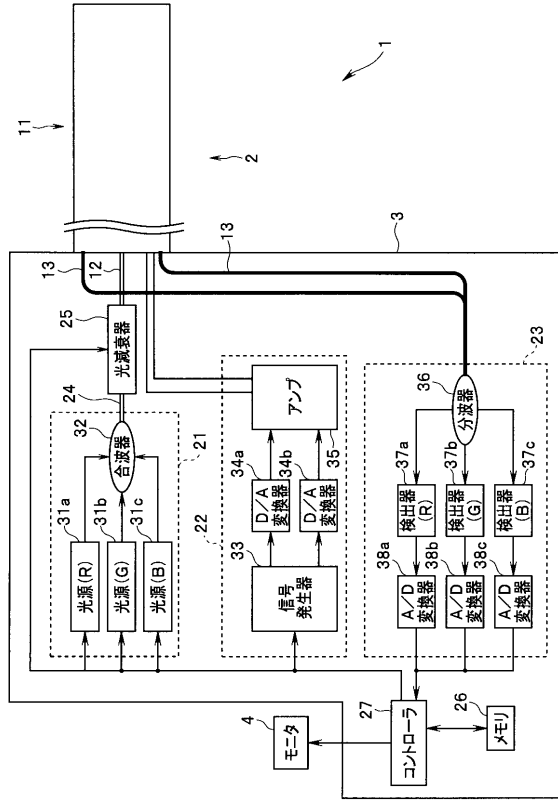 11
2
1
13
12
13
3
25
光減衰器
24
32
合波器
21
31a
光源(R)
31b
光源(G)
31c
光源(B)
22
33
信号
発生器
34a
D/A
変換器
34b
D/A
変換器
35
アンプ
23
36
分波器
37a
検出器
(R)
37b
検出器
(G)
37c
検出器
(B)
38a
A/D
変換器
38b
A/D
変換器
38c
A/D
変換器
4
モニタ
27
コントローラ
26
メモリ